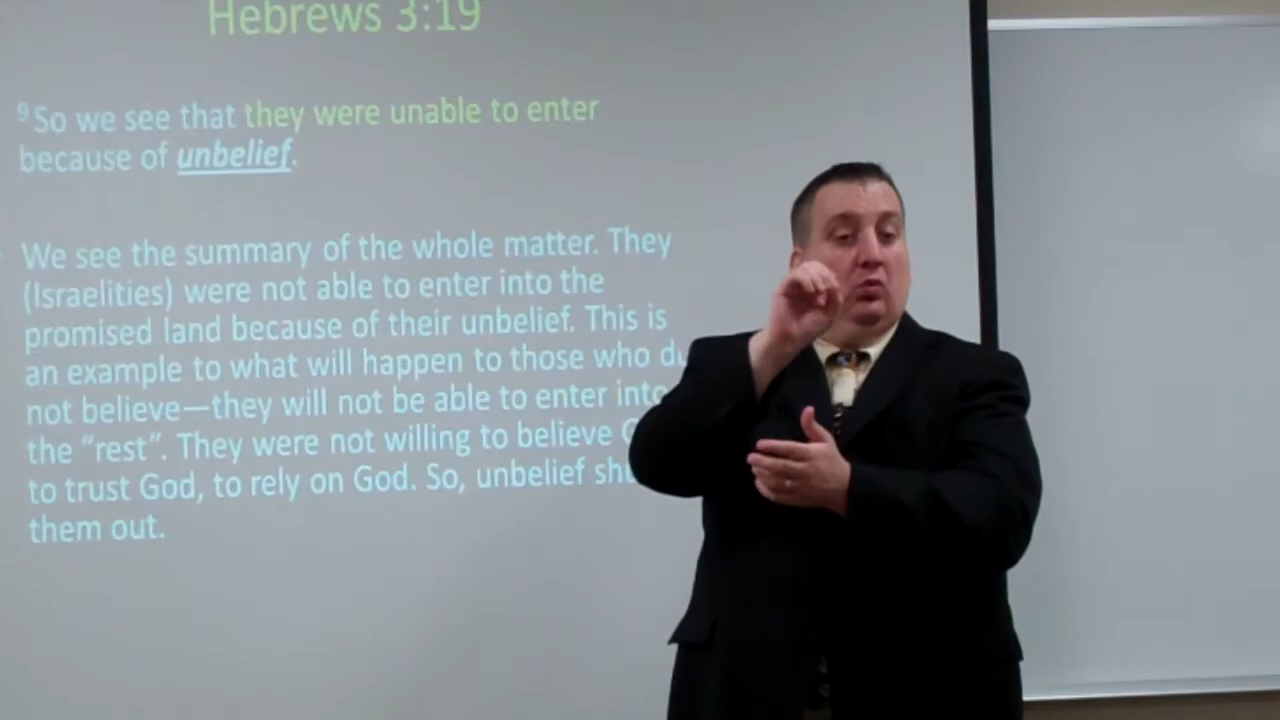 Hebrews 3:19
9 So we see that they were unable to enter
because of unbelief.
We see the summary of the whole matter. They
(Israelities) were not able to enter into the
promised land because of their unbelief. This is
an example to what will happen to those who
not believe—they will not be able to enter into
the “rest”. They were not willing to believe
to trust God, to rely on God. So, unbelief
them out.